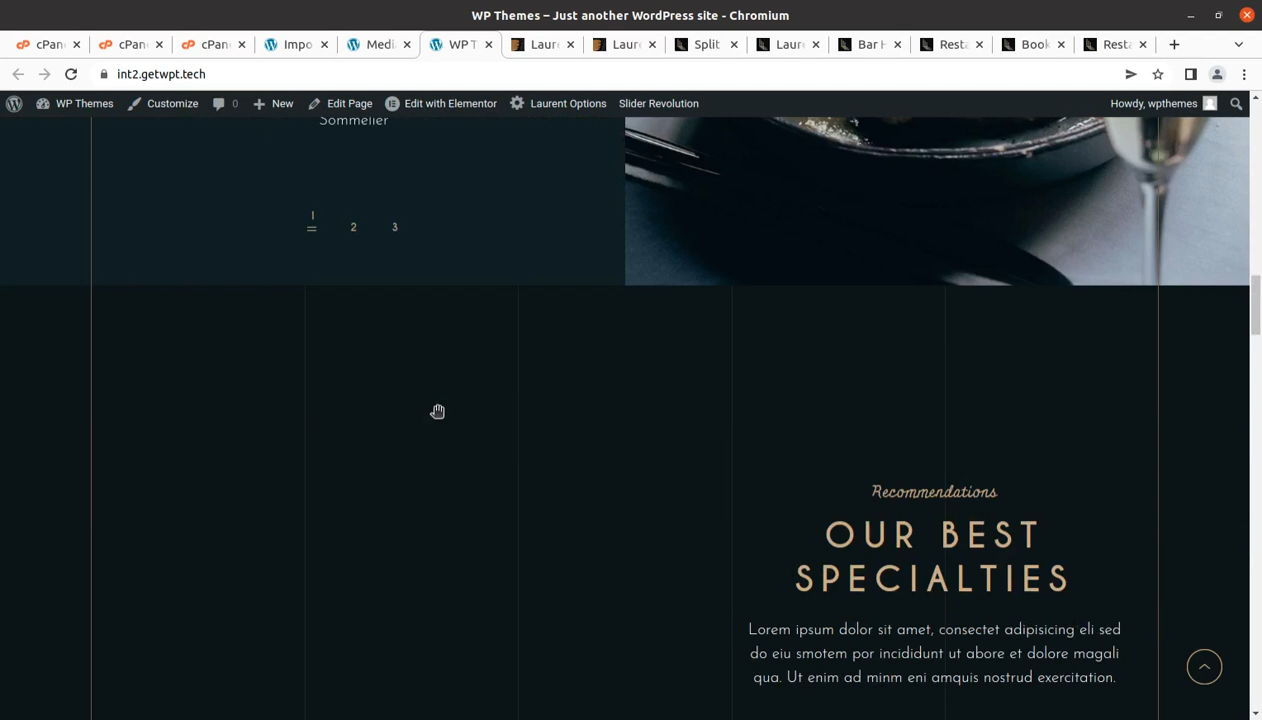 WP Themes – Just another WordPress site - Chromium
cPan
cPan
cPan
Impo
Medi
WP T
Laure
Laure
Split
Laure
Bar H
Resta
Book
Resta
int2.getwpt.tech
WP Themes
Customize
0
New
Edit Page
Edit with Elementor
Laurent Options
Slider Revolution
Howdy, wpthemes
Sommelier
1
2
3
Recommendations
OUR BEST
SPECIALTIES
Lorem ipsum dolor sit amet, consectet adipisicing eli sed
do eiu smotem por incididunt ut abore et dolore magali
qua. Ut enim ad minm eni amquis nostrud exercitation.